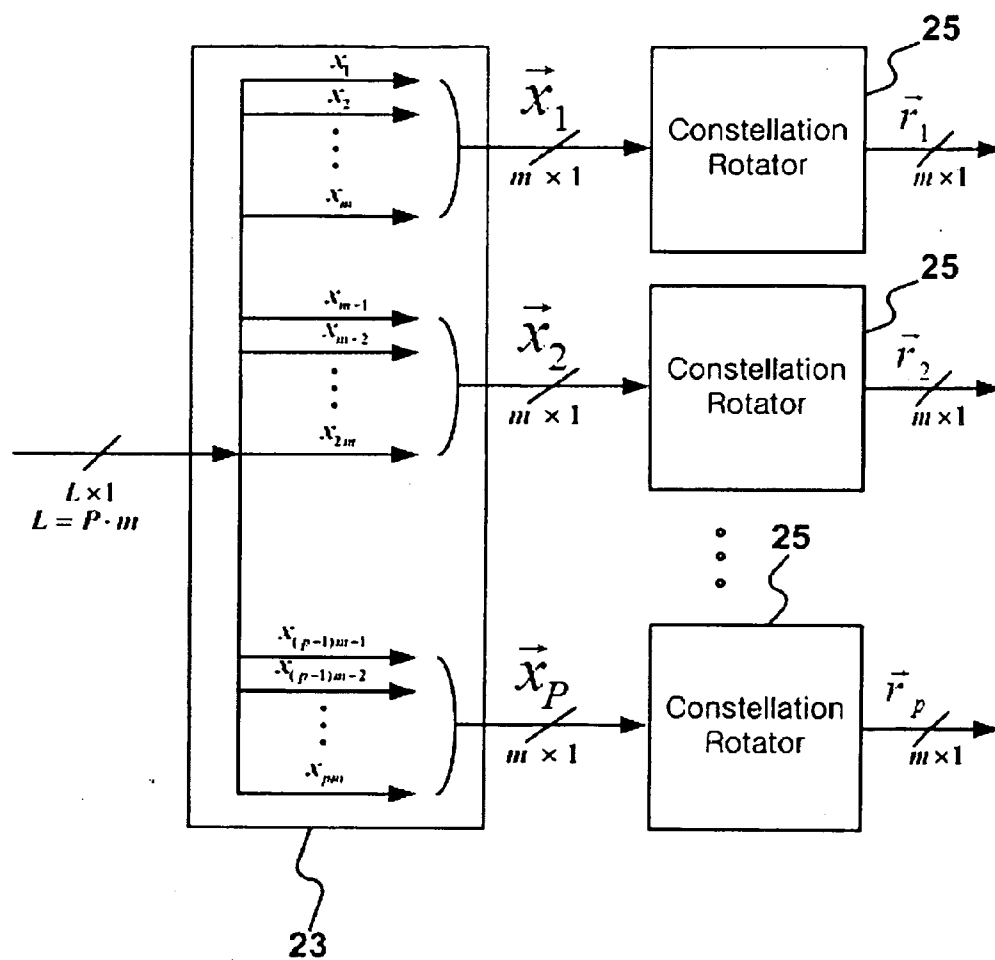 25
x₁
x₂
xₘ
x⃗₁
m × 1
Constellation
Rotator
r⃗₁
m × 1
25
xₘ₋₁
xₘ₋₂
x₂ₘ
x⃗₂
m × 1
Constellation
Rotator
r⃗₂
m × 1
L × 1
L = P · m
25
x₍ₚ₋₁₎ₘ₋₁
x₍ₚ₋₁₎ₘ₋₂
xₚₘ
x⃗_P
m × 1
Constellation
Rotator
r⃗ₚ
m × 1
23